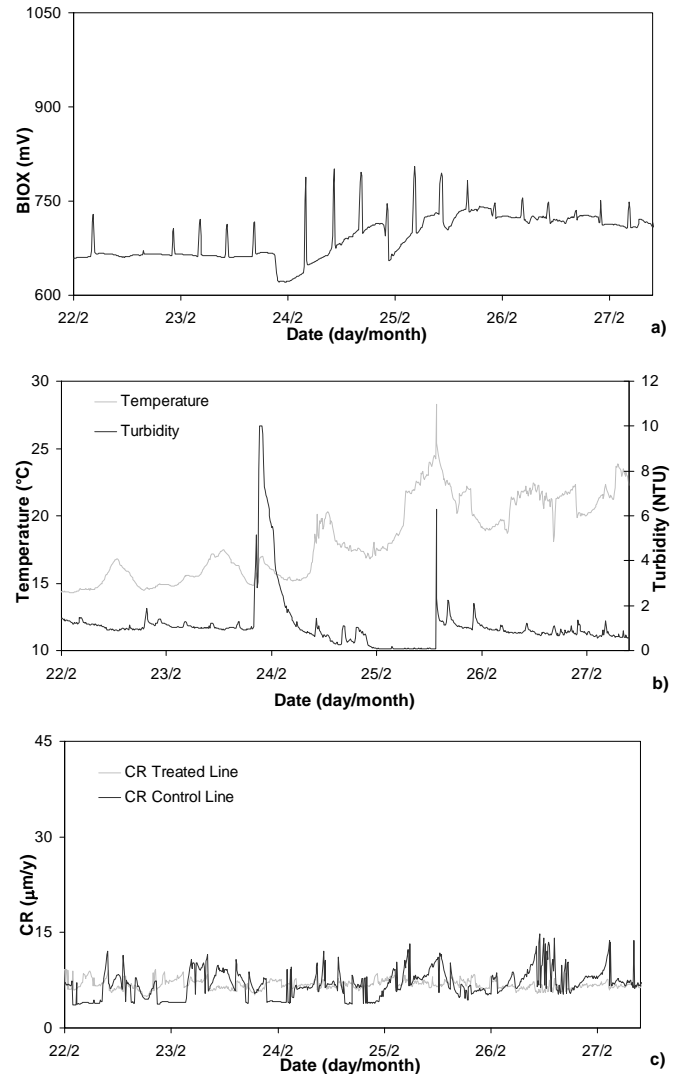 1050
900
750
600
BIOX (mV)
22/2 23/2 24/2 25/2 26/2 27/2
Date (day/month)
a)
30
25
20
15
10
Temperature (°C)
Temperature
Turbidity
12
10
8
6
4
2
0
Turbidity (NTU)
22/2 23/2 24/2 25/2 26/2 27/2
Date (day/month)
b)
45
30
15
0
CR (μm/y)
CR Treated Line
CR Control Line
22/2 23/2 24/2 25/2 26/2 27/2
Date (day/month)
c)